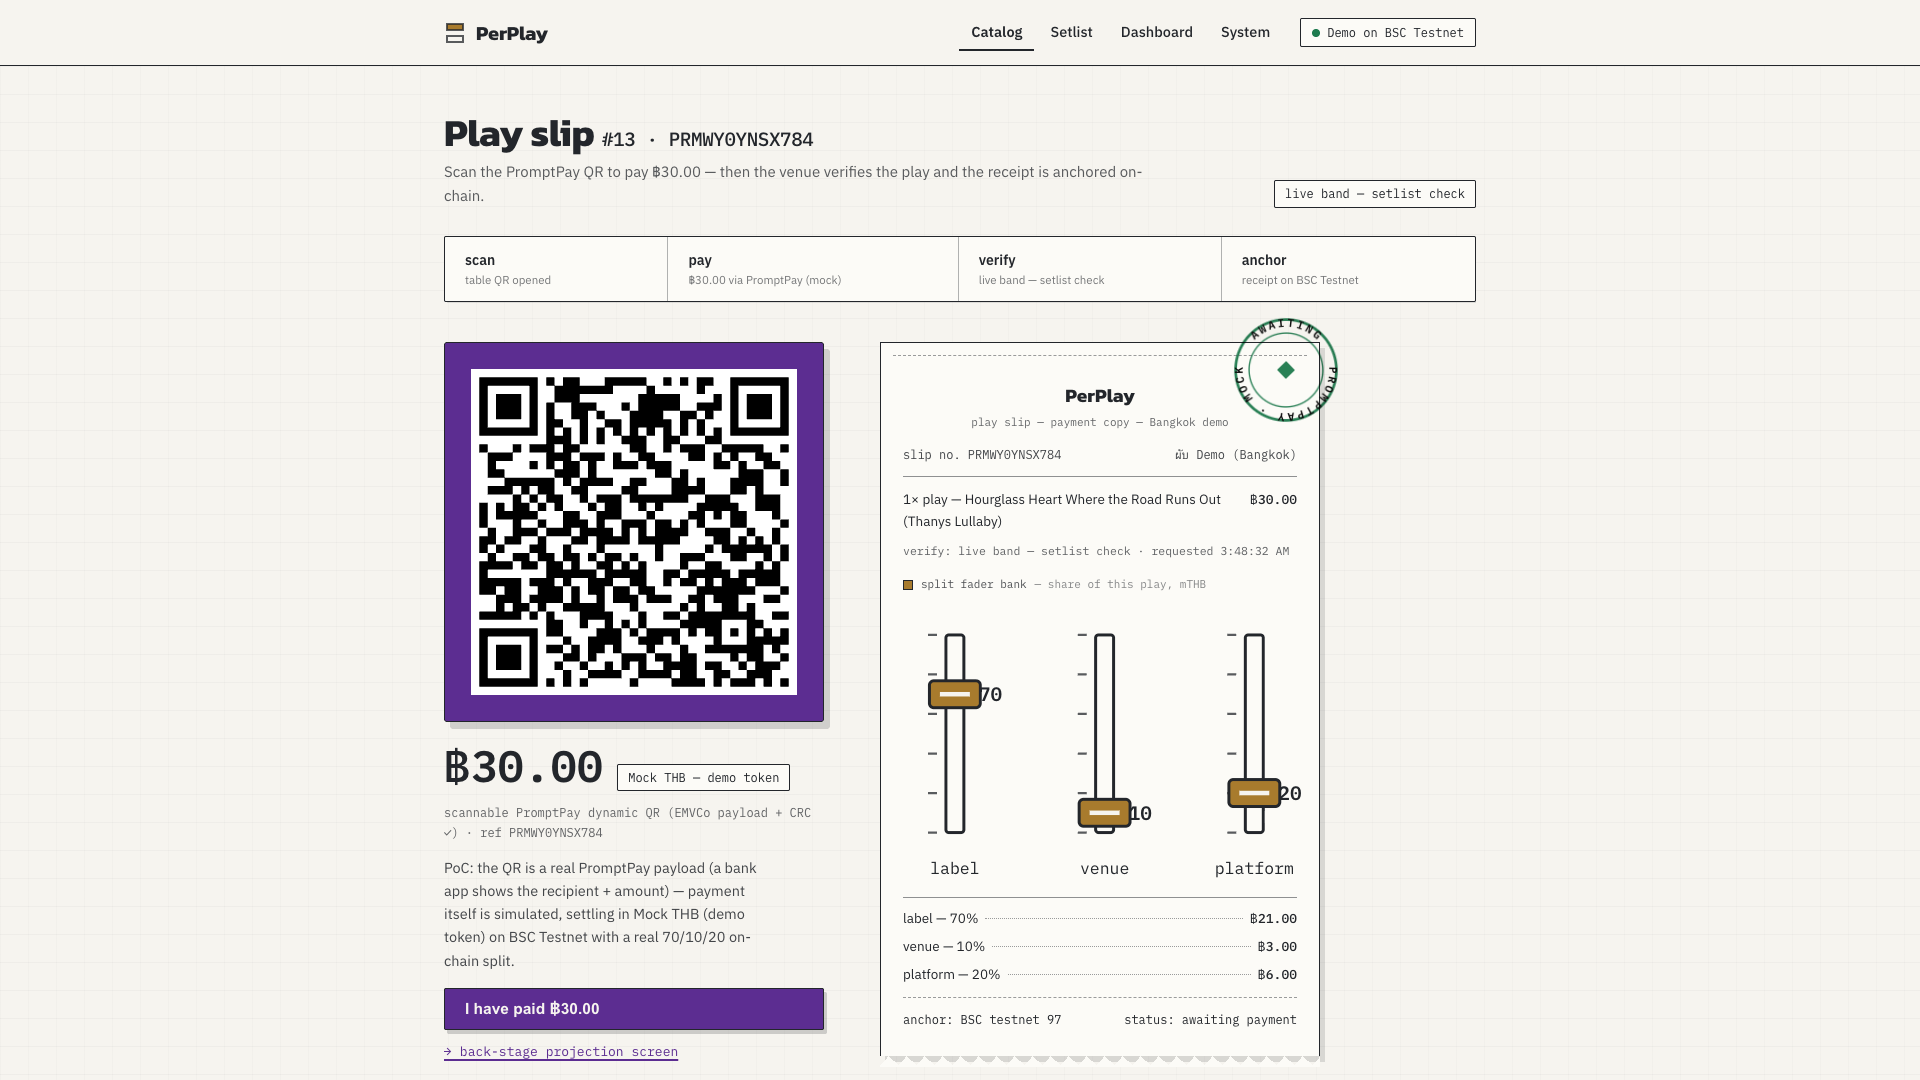 PerPlay
Catalog
Setlist
Dashboard
System
Demo on BSC Testnet
Play slip #13 · PRMWY0YNSX784
Scan the PromptPay QR to pay ฿30.00 — then the venue verifies the play and the receipt is anchored on-
chain.
live band — setlist check
scan
table QR opened
pay
฿30.00 via PromptPay (mock)
verify
live band — setlist check
anchor
receipt on BSC Testnet
AWAITING PROMPTPAY · MOCK
PerPlay
play slip — payment copy — Bangkok demo
slip no. PRMWY0YNSX784
ผับ Demo (Bangkok)
1× play — Hourglass Heart Where the Road Runs Out ฿30.00
(Thanys Lullaby)
verify: live band — setlist check · requested 3:48:32 AM
split fader bank — share of this play, mTHB
70
10
20
label
venue
platform
label — 70% ฿21.00
venue — 10% ฿3.00
platform — 20% ฿6.00
anchor: BSC testnet 97
status: awaiting payment
฿30.00
Mock THB — demo token
scannable PromptPay dynamic QR (EMVCo payload + CRC
✓) · ref PRMWY0YNSX784
PoC: the QR is a real PromptPay payload (a bank
app shows the recipient + amount) — payment
itself is simulated, settling in Mock THB (demo
token) on BSC Testnet with a real 70/10/20 on-
chain split.
I have paid ฿30.00
→ back-stage projection screen